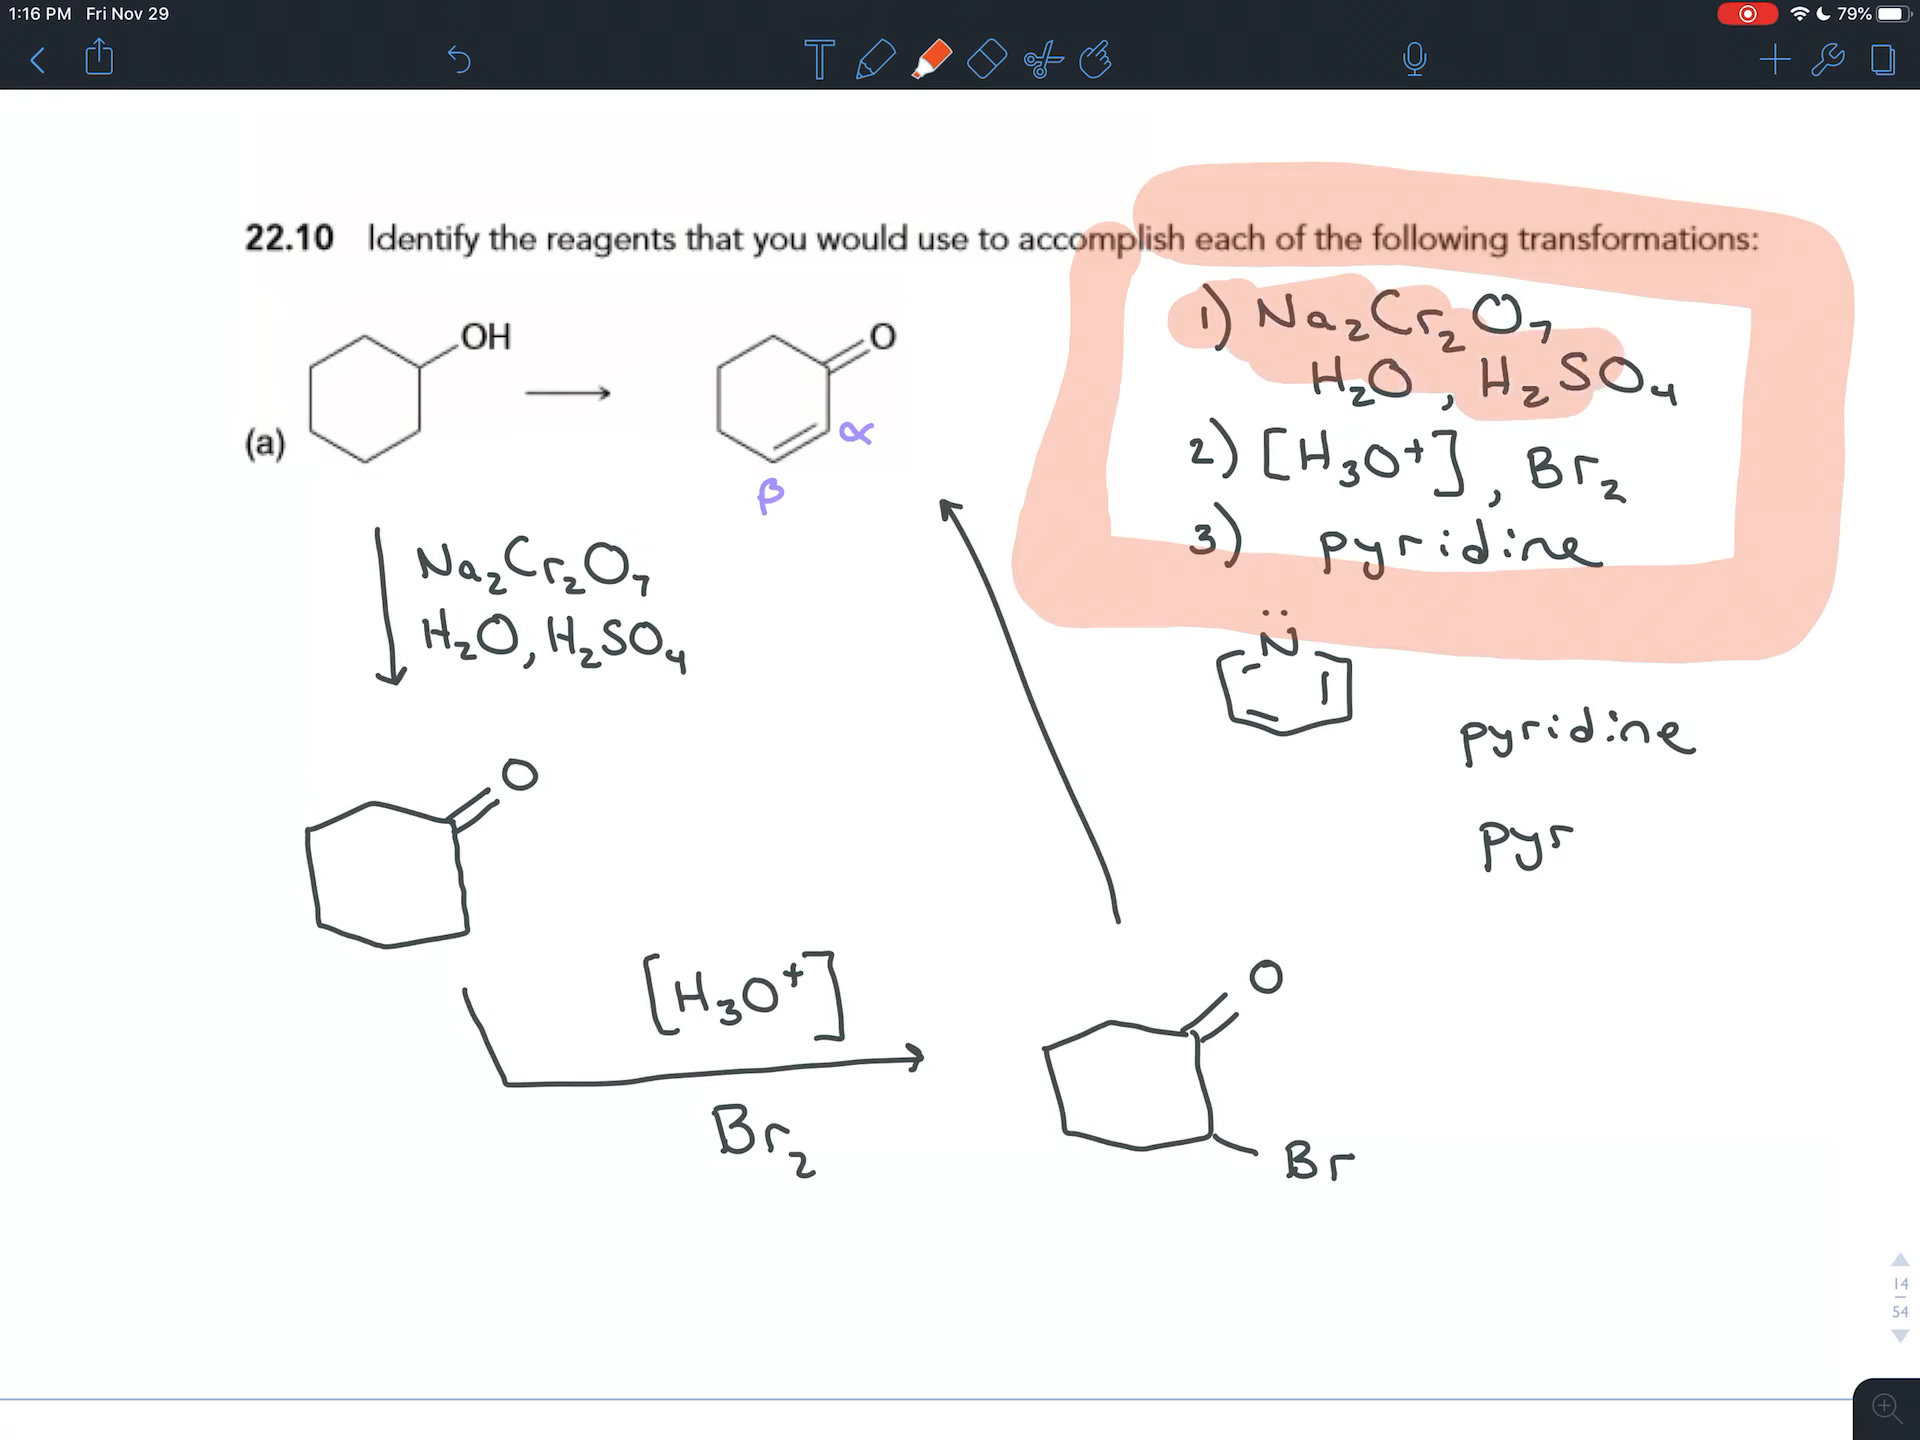 1:16 PM Fri Nov 29
79%
22.10 Identify the reagents that you would use to accomplish each of the following transformations:
OH
O
(a)
α
β
1) Na₂Cr₂O₇
H₂O, H₂SO₄
2) [H₃O⁺], Br₂
3) pyridine
Na₂Cr₂O₇
H₂O, H₂SO₄
N
pyridine
pyr
O
[H₃O⁺]
Br₂
O
Br
14
54